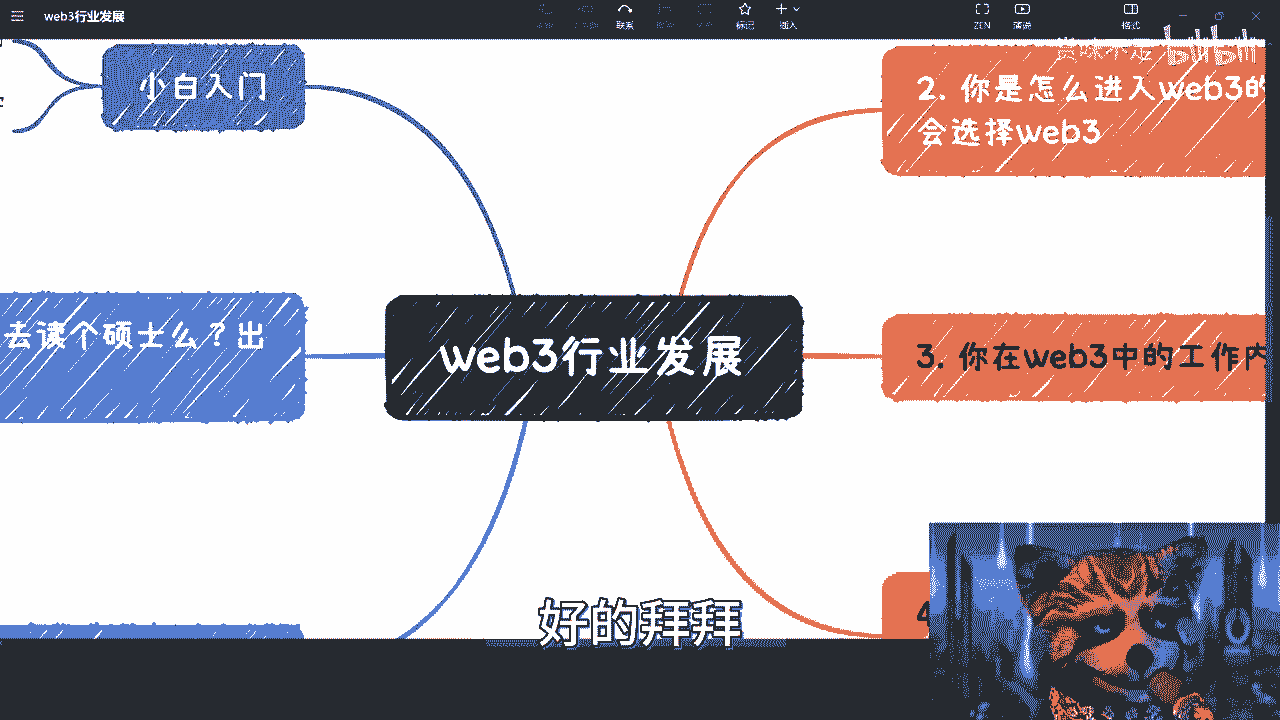 web3行业发展
联系
标记
插入
ZEN
演说
格式
bilibili
小白入门
2. 你是怎么进入web3的
会选择web3
去读个硕士么？出
web3行业发展
3. 你在web3中的工作内
4
好的拜拜